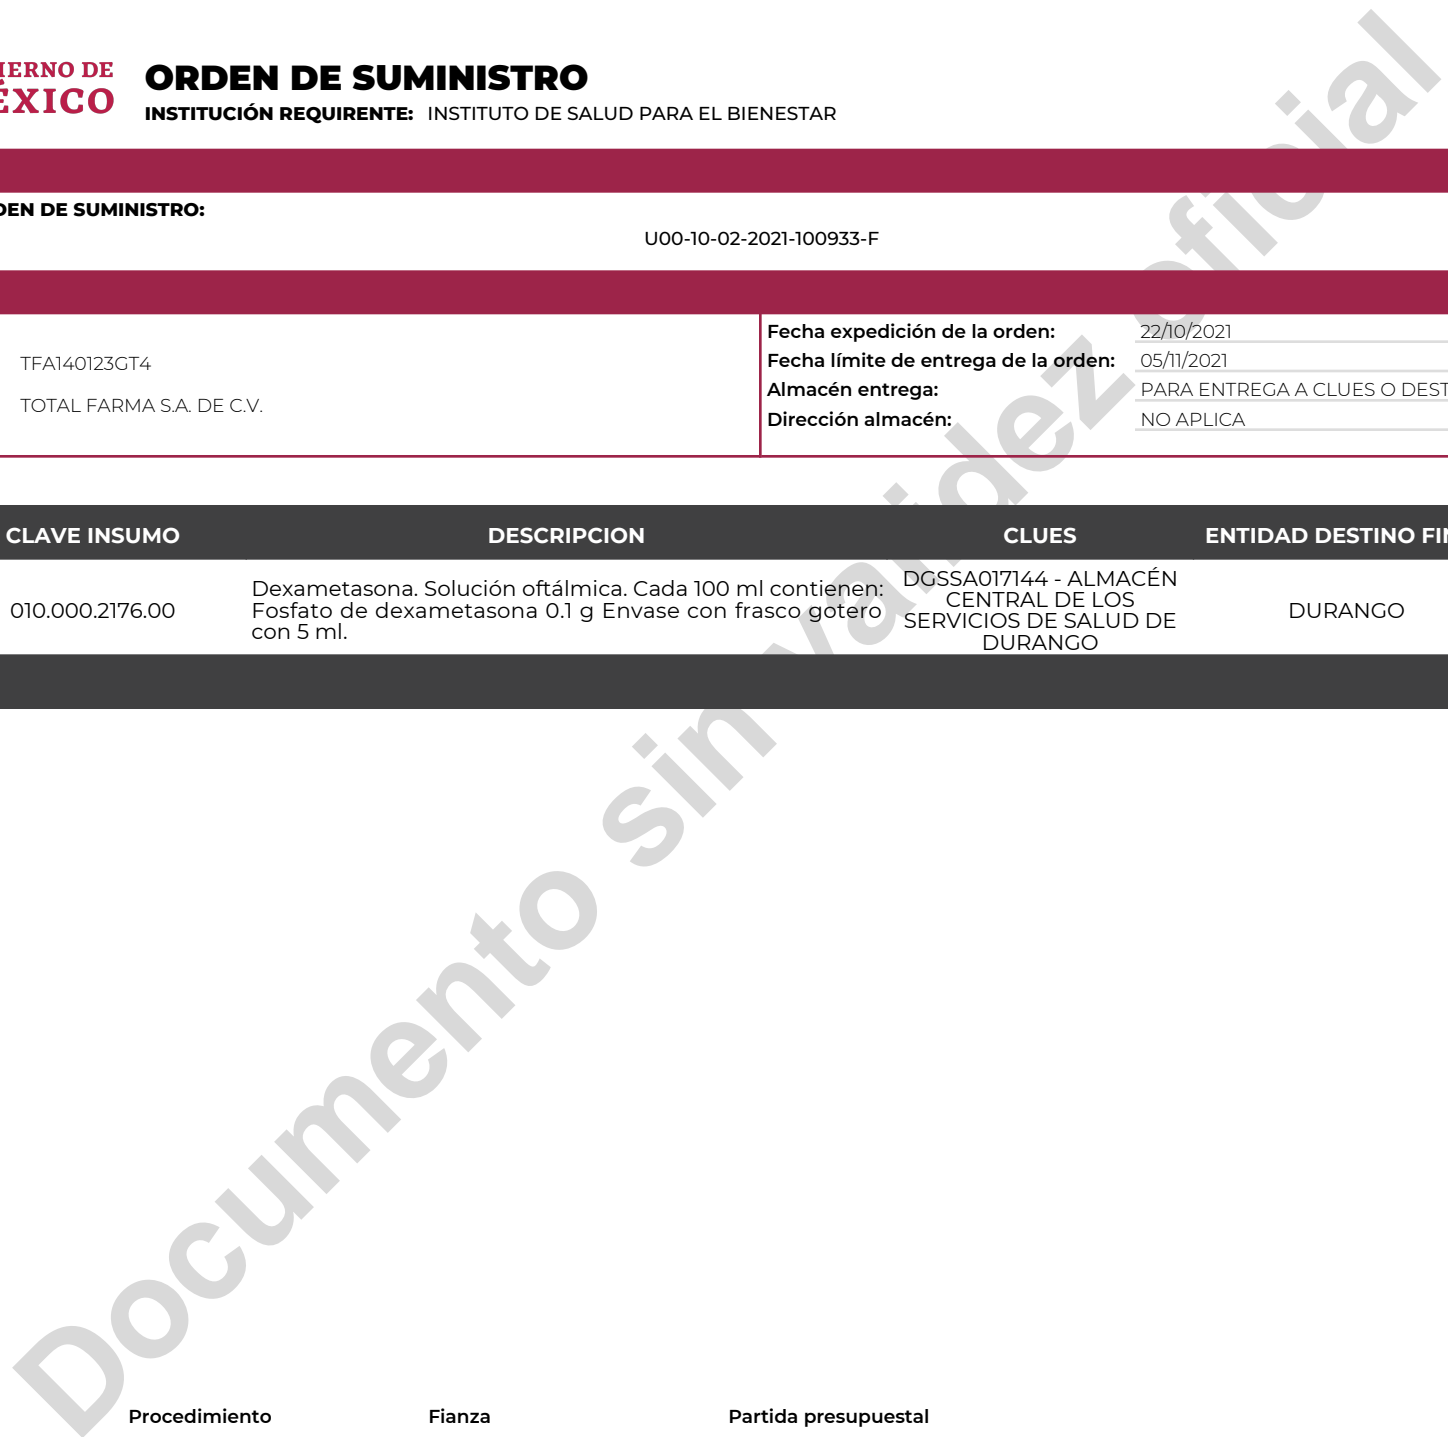 IERNO DE
ÉXICO
ORDEN DE SUMINISTRO
INSTITUCIÓN REQUIRENTE: INSTITUTO DE SALUD PARA EL BIENESTAR
DEN DE SUMINISTRO:
U00-10-02-2021-100933-F
TFA140123GT4
TOTAL FARMA S.A. DE C.V.
Fecha expedición de la orden: 22/10/2021
Fecha límite de entrega de la orden: 05/11/2021
Almacén entrega: PARA ENTREGA A CLUES O DEST
Dirección almacén: NO APLICA
CLAVE INSUMO DESCRIPCION CLUES ENTIDAD DESTINO FIN
010.000.2176.00
Dexametasona. Solución oftálmica. Cada 100 ml contienen:
Fosfato de dexametasona 0.1 g Envase con frasco gotero
con 5 ml.
DGSSA017144 - ALMACÉN
CENTRAL DE LOS
SERVICIOS DE SALUD DE
DURANGO
DURANGO
Documento sin validez oficial
Procedimiento Fianza Partida presupuestal